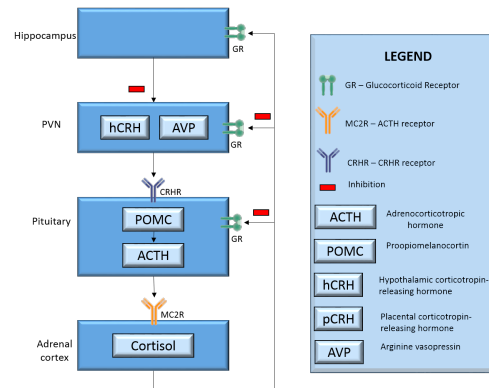 Hippocampus
GR
PVN
hCRH
AVP
GR
CRHR
Pituitary
POMC
GR
ACTH
MC2R
Adrenal
cortex
Cortisol
LEGEND
GR – Glucocorticoid Receptor
MC2R – ACTH receptor
CRHR – CRHR receptor
Inhibition
ACTH
Adrenocorticotropic
hormone
POMC
Proopiomelanocortin
hCRH
Hypothalamic corticotropin-
releasing hormone
pCRH
Placental corticotropin-
releasing hormone
AVP
Arginine vasopressin